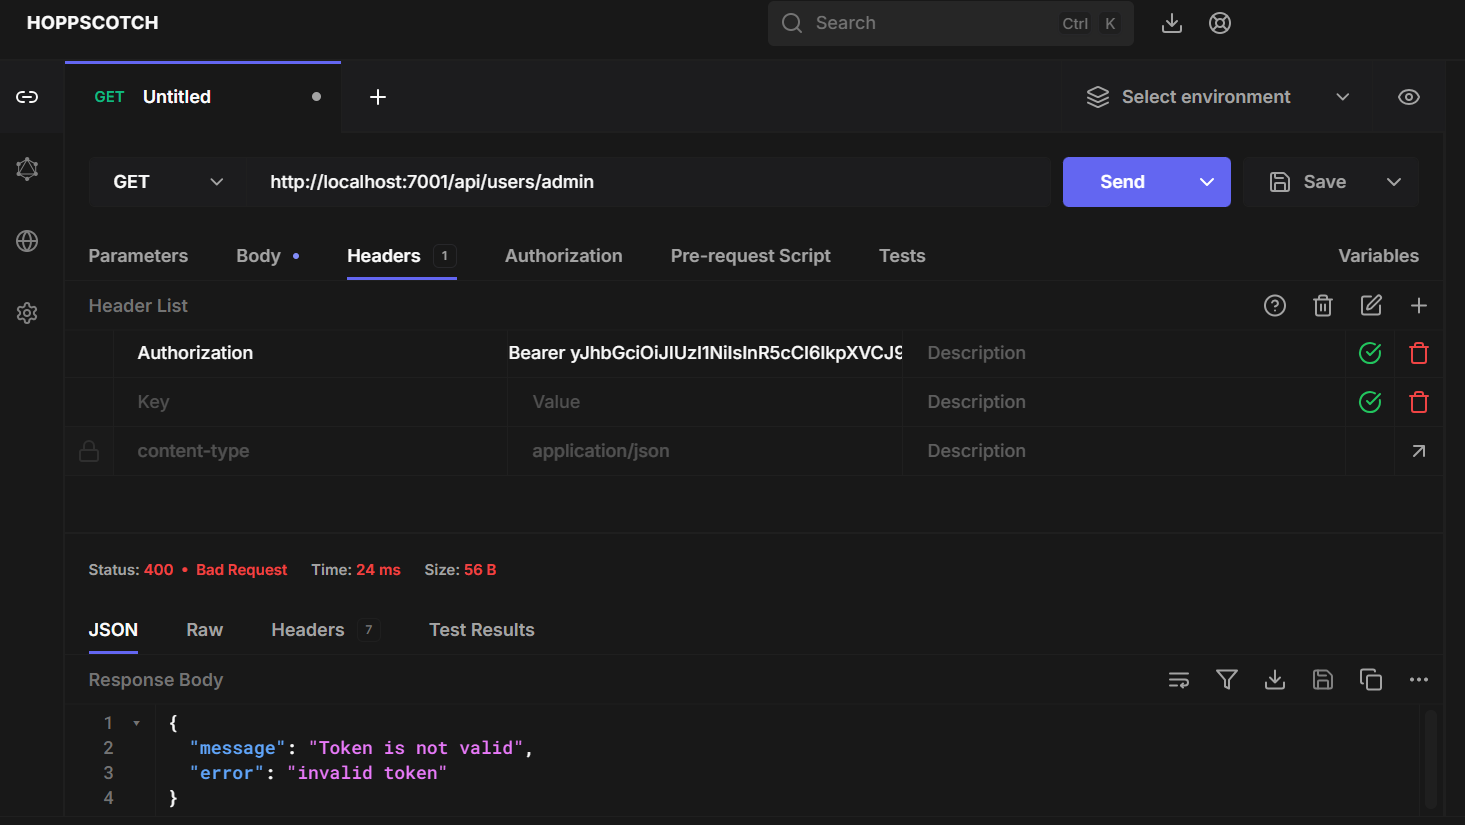 HOPPSCOTCH
Search Ctrl K
GET Untitled
Select environment
GET http://localhost:7001/api/users/admin Send Save
Parameters Body Headers 1 Authorization Pre-request Script Tests Variables
Header List
Authorization Bearer yJhbGciOiJIUzI1NiIsInR5cCI6IkpXVCJ9 Description
Key Value Description
content-type application/json Description
Status: 400 • Bad Request Time: 24 ms Size: 56 B
JSON Raw Headers 7 Test Results
Response Body
1 {
2 "message": "Token is not valid",
3 "error": "invalid token"
4 }